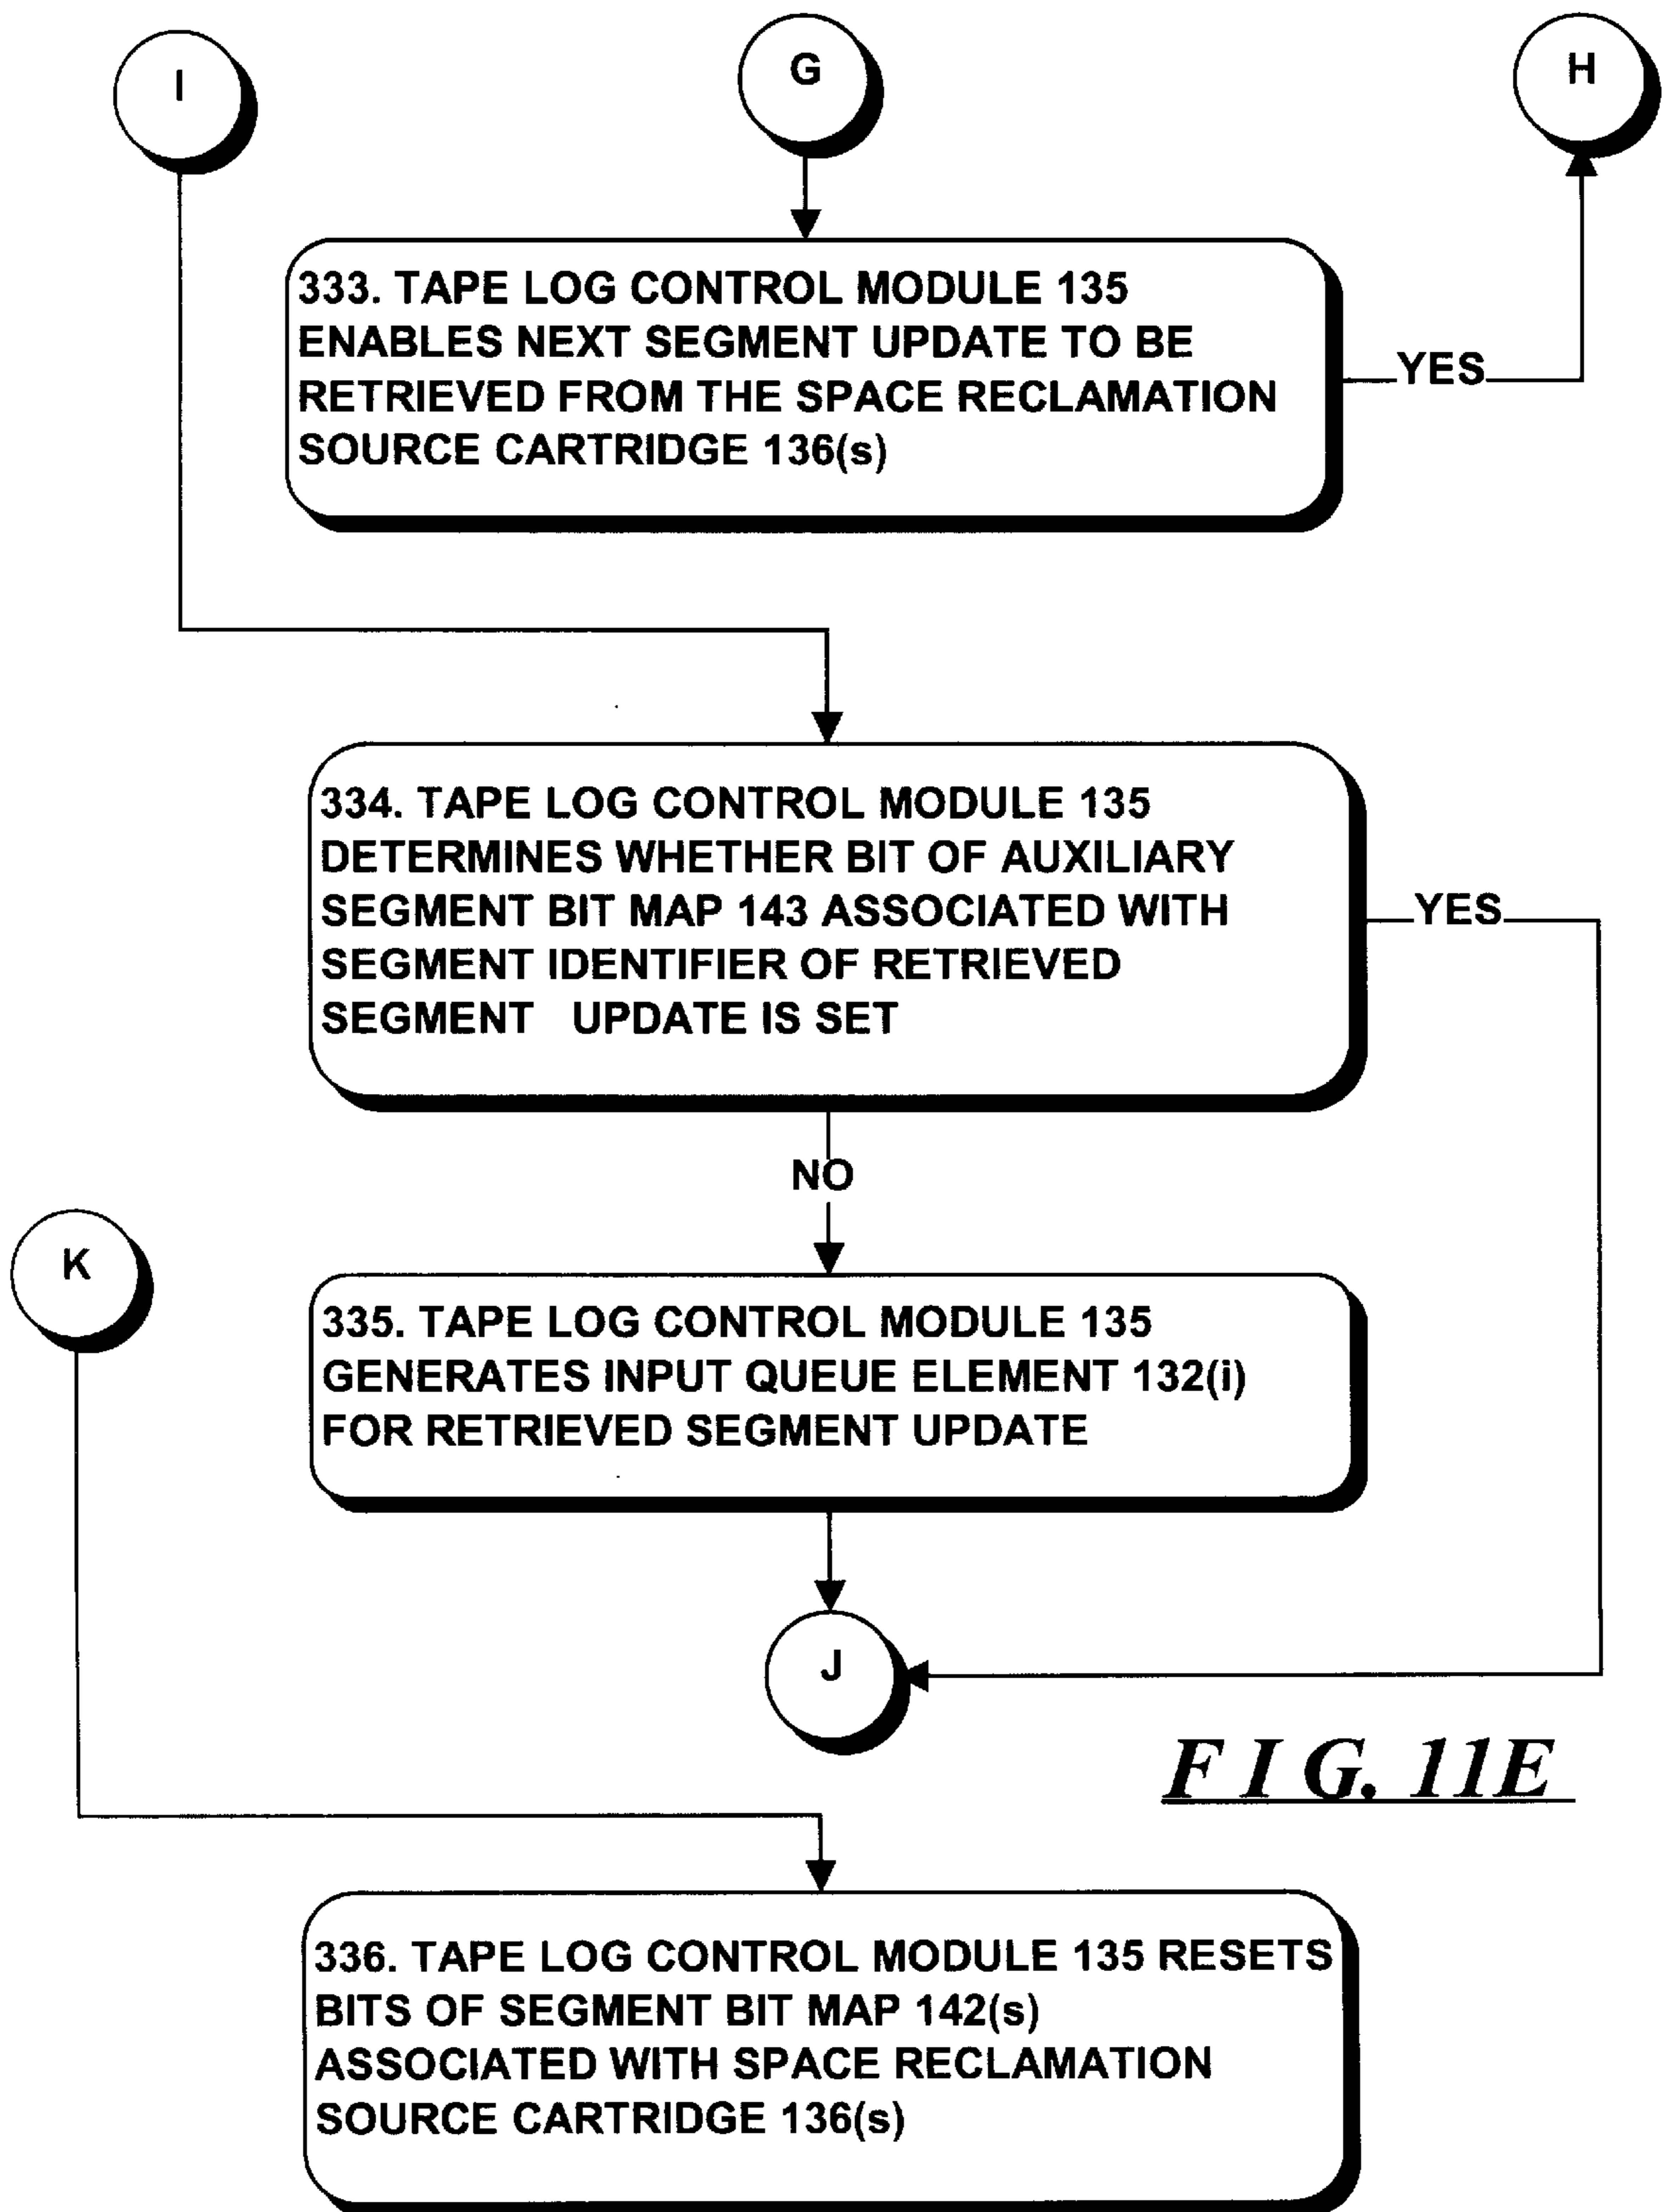 I
G
H
333. TAPE LOG CONTROL MODULE 135
ENABLES NEXT SEGMENT UPDATE TO BE
RETRIEVED FROM THE SPACE RECLAMATION
SOURCE CARTRIDGE 136(s)
YES
334. TAPE LOG CONTROL MODULE 135
DETERMINES WHETHER BIT OF AUXILIARY
SEGMENT BIT MAP 143 ASSOCIATED WITH
SEGMENT IDENTIFIER OF RETRIEVED
SEGMENT UPDATE IS SET
YES
NO
K
335. TAPE LOG CONTROL MODULE 135
GENERATES INPUT QUEUE ELEMENT 132(i)
FOR RETRIEVED SEGMENT UPDATE
J
FIG. 11E
336. TAPE LOG CONTROL MODULE 135 RESETS
BITS OF SEGMENT BIT MAP 142(s)
ASSOCIATED WITH SPACE RECLAMATION
SOURCE CARTRIDGE 136(s)